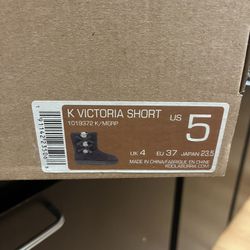 K VICTORIA SHORT
1019372 K/MGRP
US 5
UK 4 EU 37 JAPAN 23.5
MADE IN CHINA/FABRIQUÉ EN CHINE
KOOLABURRA.COM